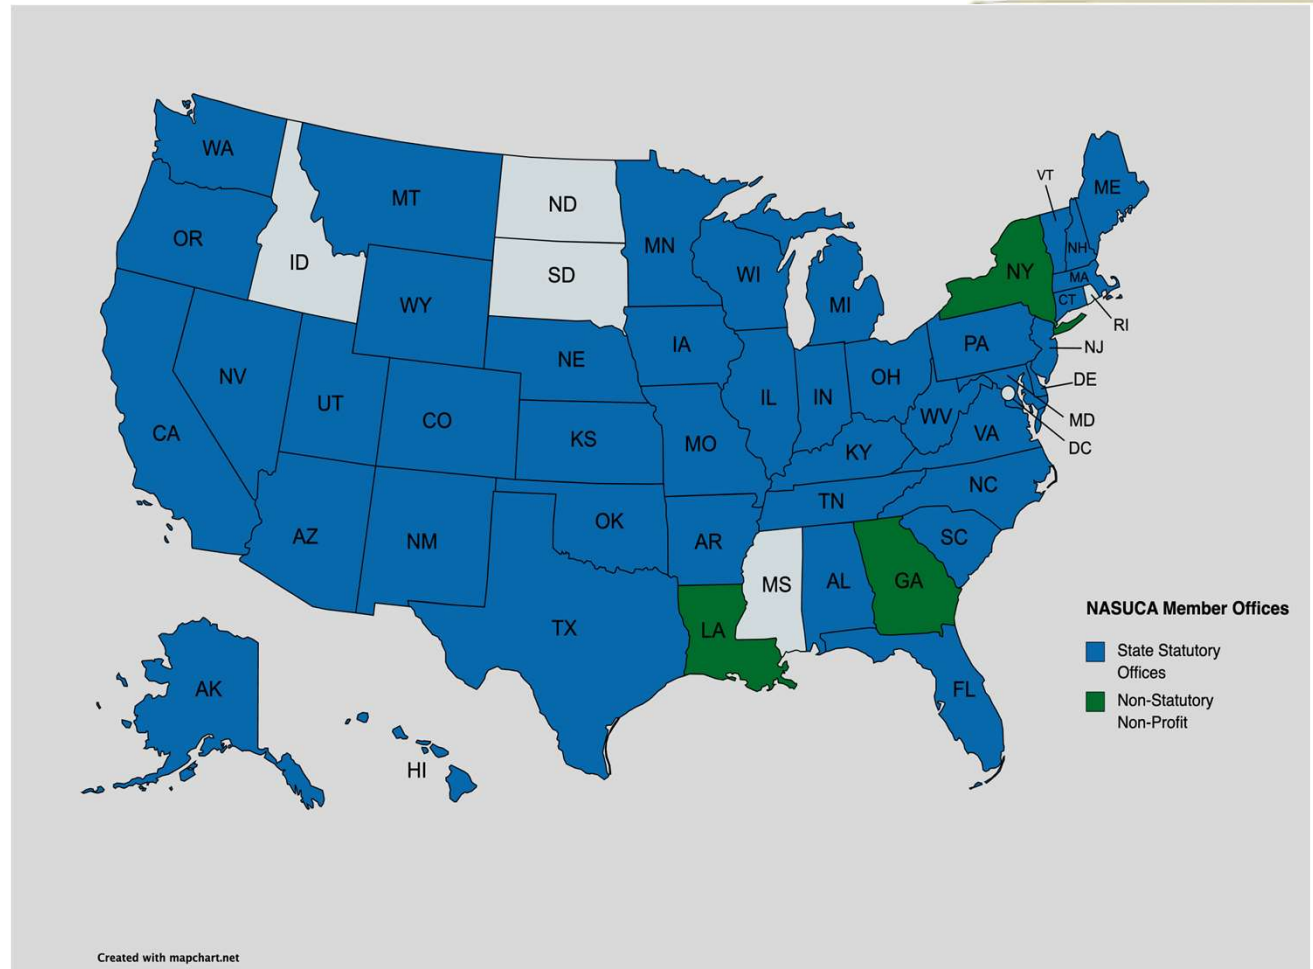 WA
MT
ND
VT
ME
OR
MN
NH
ID
SD
WI
NY
MA
WY
MI
CT
RI
IA
PA
NJ
NE
NV
OH
DE
UT
IL
IN
CO
WV
MD
CA
KS
MO
VA
DC
KY
NC
TN
OK
AZ
NM
AR
SC
MS
AL
GA
TX
LA
NASUCA Member Offices
State Statutory
Offices
AK
FL
Non-Statutory
Non-Profit
HI
Created with mapchart.net